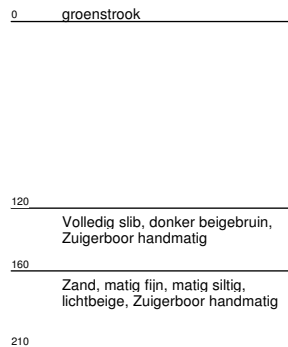 0 groenstrook
120
Volledig slib, donker beigebruin,
Zuigerboor handmatig
160
Zand, matig fijn, matig siltig,
lichtbeige, Zuigerboor handmatig
210